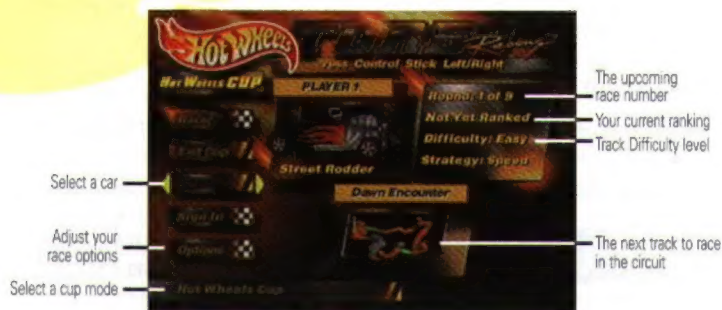 HOT WHEELS
Racing
Control Stick Left/Right
HOT WHEELS CUP
PLAYER 1
Round: 1 of 9
Not Yet Ranked
Difficulty: Easy
Strategy: Speed
Race!
Street Rodder
Dawn Encounter
Sign In
Options
Hot Wheels Cup
The upcoming
race number
Your current ranking
Track Difficulty level
Select a car
Adjust your
race options
Select a cup mode
The next track to race
in the circuit